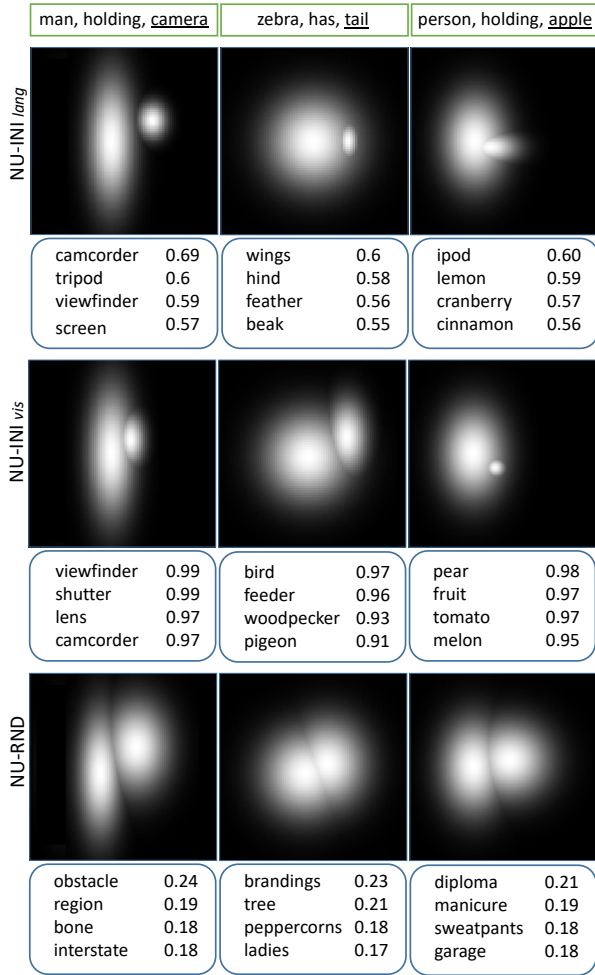 man, holding, camera
zebra, has, tail
person, holding, apple
NU-INI lang
camcorder 0.69
tripod 0.6
viewfinder 0.59
screen 0.57
wings 0.6
hind 0.58
feather 0.56
beak 0.55
ipod 0.60
lemon 0.59
cranberry 0.57
cinnamon 0.56
NU-INI vis
viewfinder 0.99
shutter 0.99
lens 0.97
camcorder 0.97
bird 0.97
feeder 0.96
woodpecker 0.93
pigeon 0.91
pear 0.98
fruit 0.97
tomato 0.97
melon 0.95
NU-RND
obstacle 0.24
region 0.19
bone 0.18
interstate 0.18
brandings 0.23
tree 0.21
peppercorns 0.18
ladies 0.17
diploma 0.21
manicure 0.19
sweatpants 0.18
garage 0.18